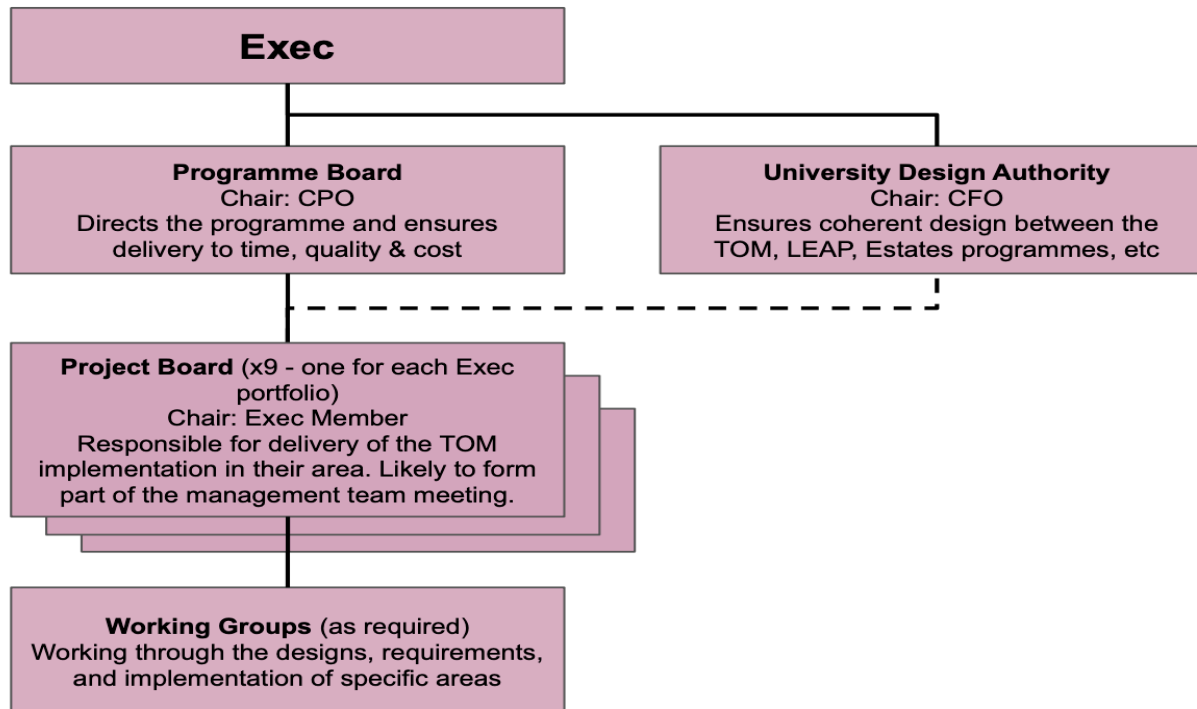 Exec
Programme Board
Chair: CPO
Directs the programme and ensures
delivery to time, quality & cost
University Design Authority
Chair: CFO
Ensures coherent design between the
TOM, LEAP, Estates programmes, etc
Project Board (x9 - one for each Exec
portfolio)
Chair: Exec Member
Responsible for delivery of the TOM
implementation in their area. Likely to form
part of the management team meeting.
Working Groups (as required)
Working through the designs, requirements,
and implementation of specific areas